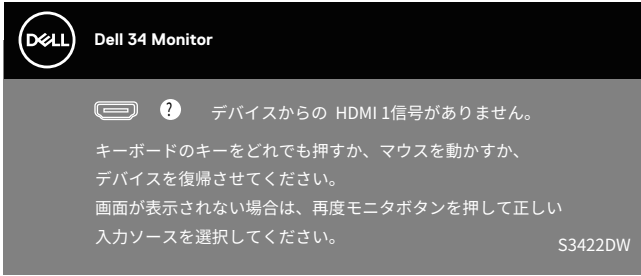 DELL
Dell 34 Monitor
? デバイスからの HDMI 1信号がありません。
キーボードのキーをどれでも押すか、マウスを動かすか、
デバイスを復帰させてください。
画面が表示されない場合は、再度モニタボタンを押して正しい
入力ソースを選択してください。
S3422DW